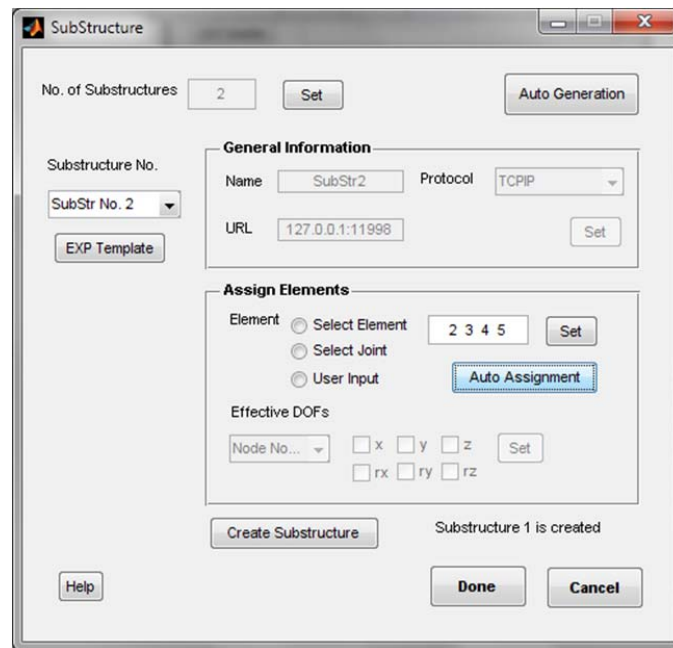 SubStructure
No. of Substructures 2 Set Auto Generation
Substructure No.
SubStr No. 2
EXP Template
General Information
Name SubStr2 Protocol TCPIP
URL 127.0.0.1:11998 Set
Assign Elements
Element Select Element 2 3 4 5 Set
Select Joint
User Input Auto Assignment
Effective DOFs
Node No... x y z Set
rx ry rz
Create Substructure Substructure 1 is created
Help Done Cancel